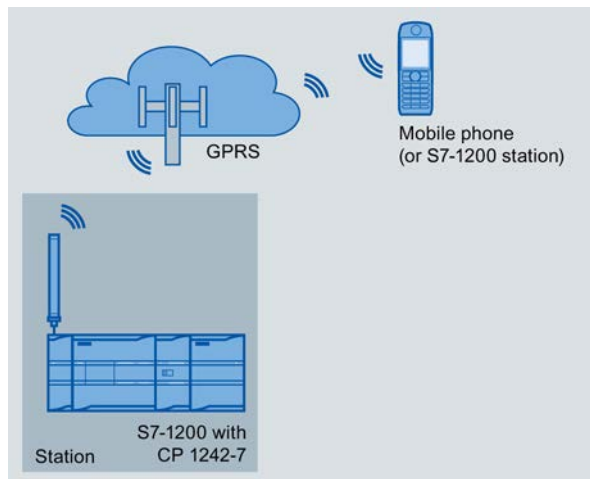 GPRS
Mobile phone
(or S7-1200 station)
S7-1200 with
Station CP 1242-7